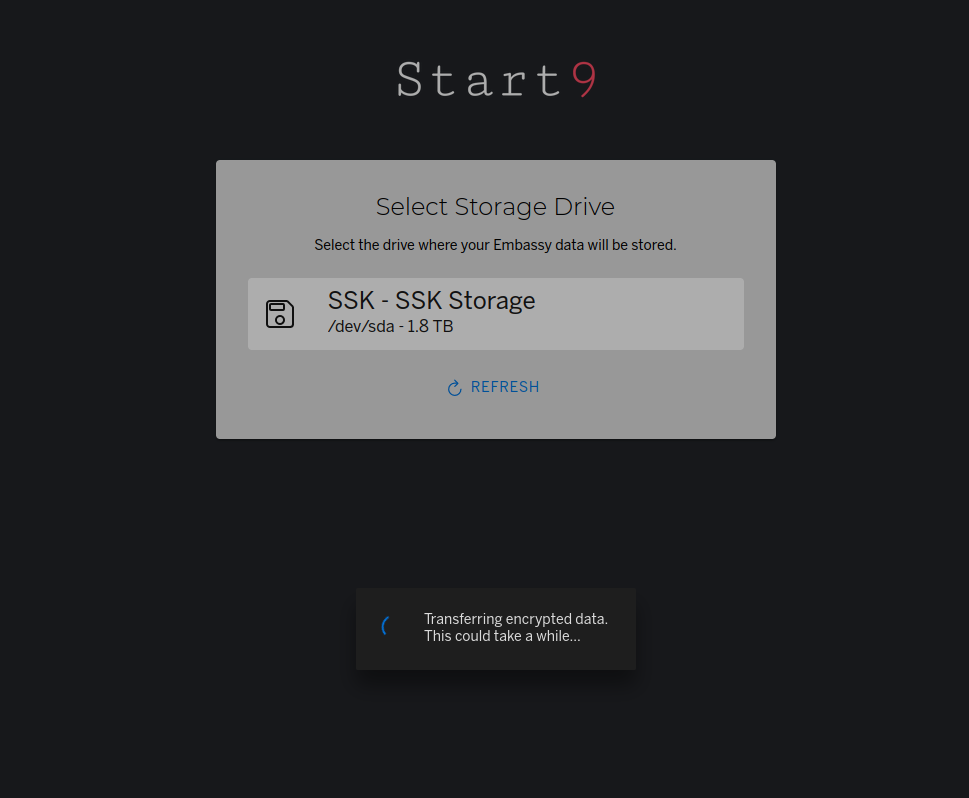 Start9
Select Storage Drive
Select the drive where your Embassy data will be stored.
SSK - SSK Storage
/dev/sda - 1.8 TB
REFRESH
Transferring encrypted data.
This could take a while...